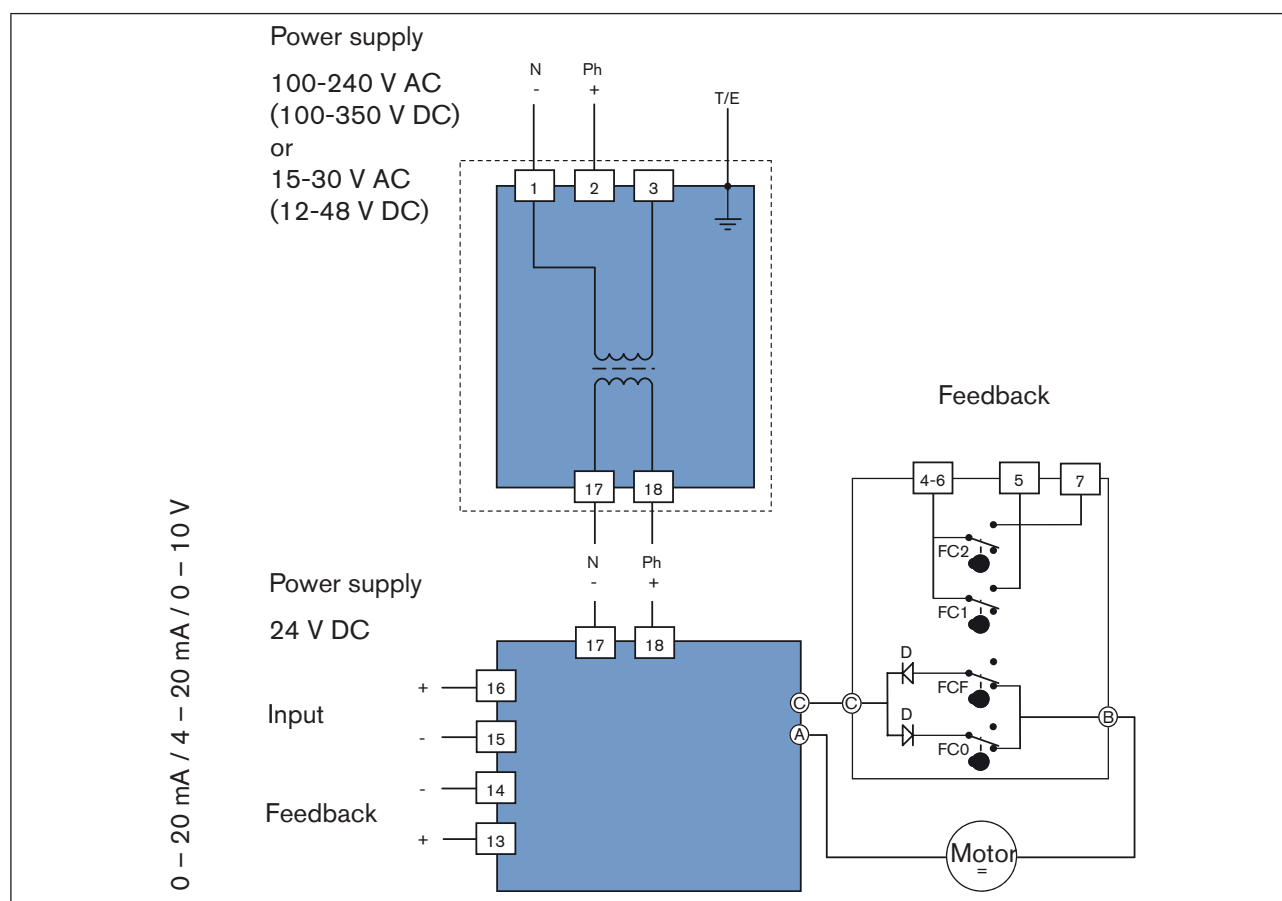 Power supply
100-240 V AC
(100-350 V DC)
or
15-30 V AC
(12-48 V DC)
N
-
Ph
+
T/E
1
2
3
17
18
Feedback
4-6
5
7
FC2
FC1
D
FCF
D
FC0
C
C
B
A
Motor
=
N
-
Ph
+
Power supply
24 V DC
17
18
+
16
Input
-
15
-
14
Feedback
+
13
0 – 20 mA / 4 – 20 mA / 0 – 10 V